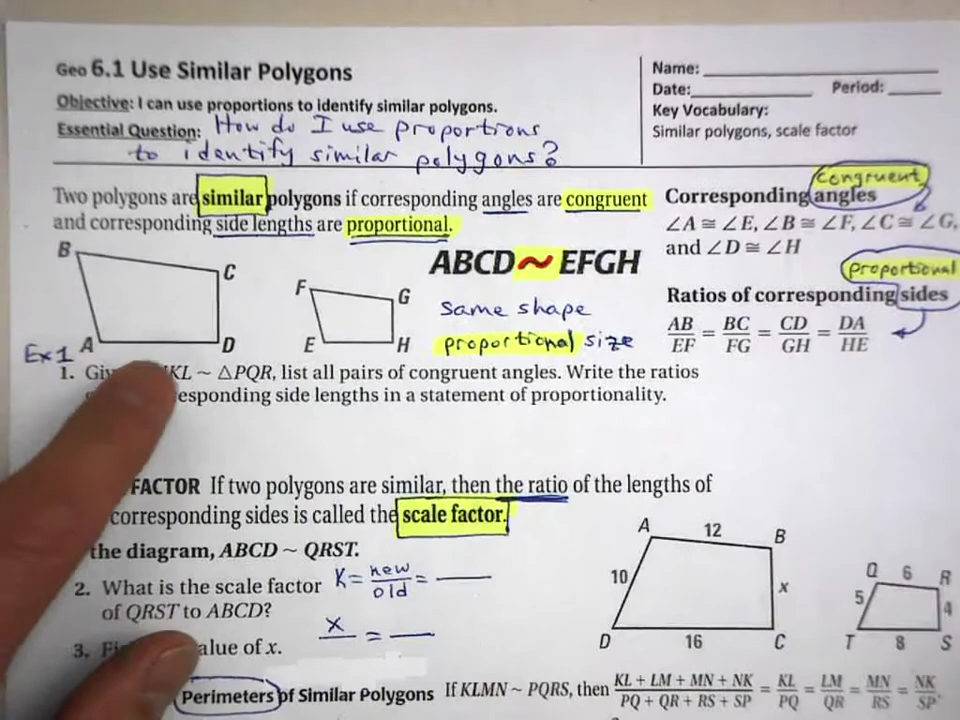 Geo 6.1 Use Similar Polygons
Objective: I can use proportions to identify similar polygons.
Essential Question: How do I use proportions
to identify similar polygons?
Name:
Date: Period:
Key Vocabulary:
Similar polygons, scale factor
Two polygons are similar polygons if corresponding angles are congruent
and corresponding side lengths are proportional.
congruent
Corresponding angles
∠A ≅ ∠E, ∠B ≅ ∠F, ∠C ≅ ∠G,
and ∠D ≅ ∠H
proportional
Ratios of corresponding sides
AB/EF = BC/FG = CD/GH = DA/HE
B C A D
F G E H
ABCD ~ EFGH
same shape
proportional size
Ex 1
1. KL ~ △PQR, list all pairs of congruent angles. Write the ratios
esponding side lengths in a statement of proportionality.
FACTOR If two polygons are similar, then the ratio of the lengths of
corresponding sides is called the scale factor.
the diagram, ABCD ~ QRST.
2. What is the scale factor K = new/old = ____
of QRST to ABCD?
3. alue of x. x/ = ____
A 12 B
10 x
D 16 C
Q 6 R
5 4
T 8 S
Perimeters of Similar Polygons If KLMN ~ PQRS, then KL + LM + MN + NK / PQ + QR + RS + SP = KL/PQ = LM/QR = MN/RS = NK/SP.